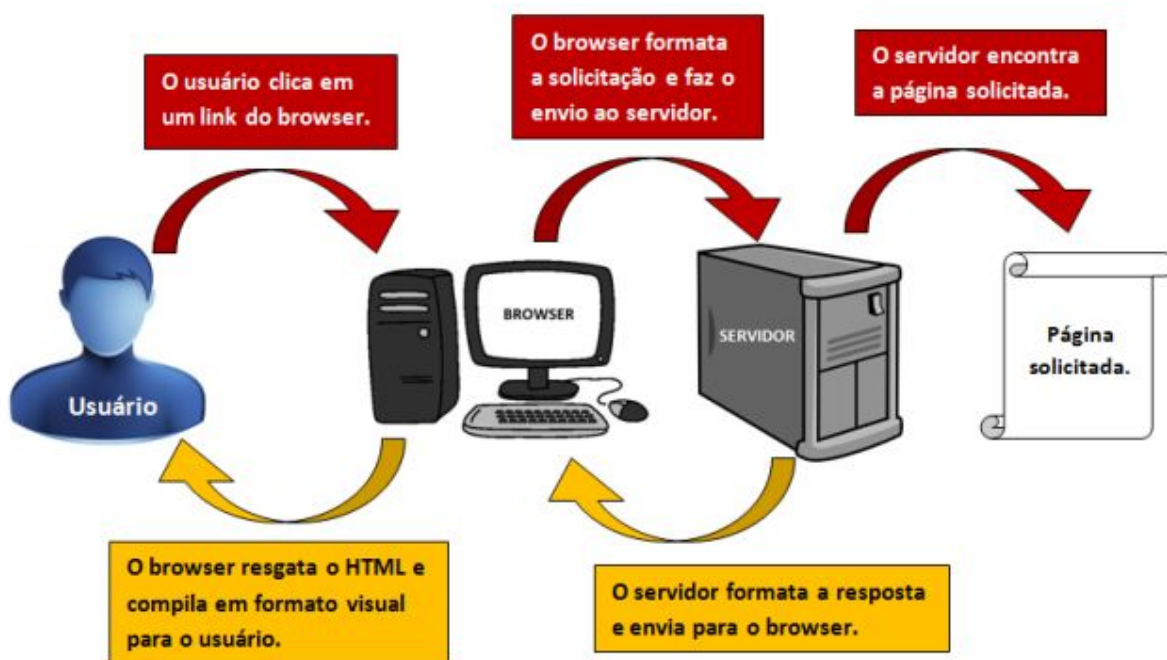 O usuário clica em
um link do browser.
O browser formata
a solicitação e faz o
envio ao servidor.
O servidor encontra
a página solicitada.
Usuário
BROWSER
SERVIDOR
Página
solicitada.
O browser resgata o HTML e
compila em formato visual
para o usuário.
O servidor formata a resposta
e envia para o browser.